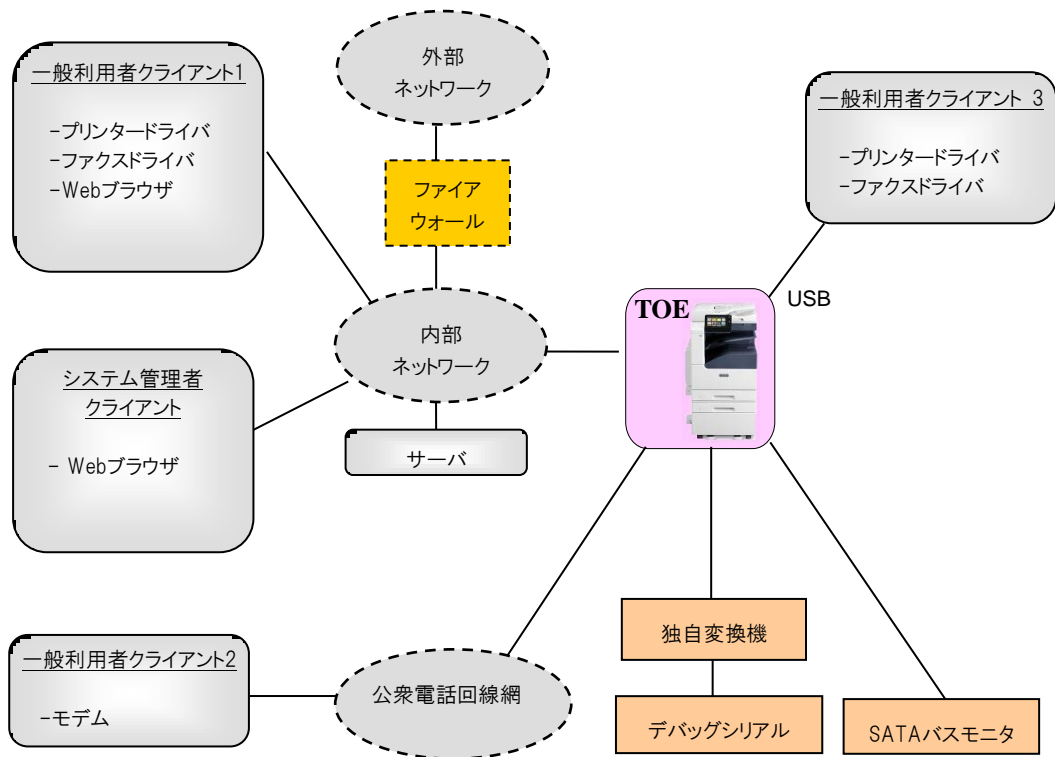 一般利用者クライアント1
-プリンタードライバ
-ファクスドライバ
-Webブラウザ
外部
ネットワーク
ファイア
ウォール
一般利用者クライアント 3
-プリンタードライバ
-ファクスドライバ
USB
TOE
内部
ネットワーク
システム管理者
クライアント
- Webブラウザ
サーバ
一般利用者クライアント2
-モデム
公衆電話回線網
独自変換機
デバッグシリアル
SATAバスモニタ